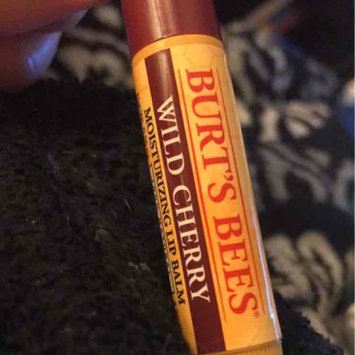 BURT'S BEES®
WILD CHERRY
MOISTURIZING LIP BALM